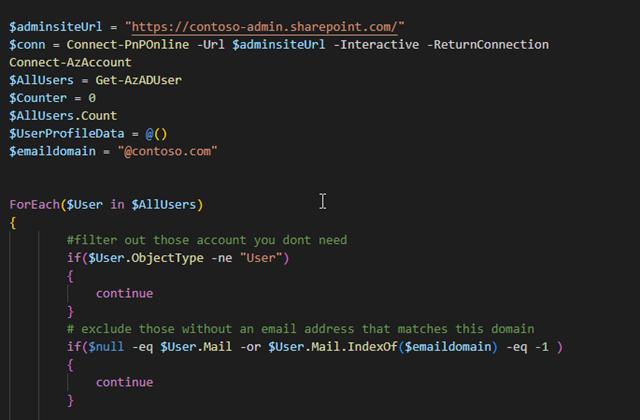 $adminsiteUrl = "https://contoso-admin.sharepoint.com/"
$conn = Connect-PnPOnline -Url $adminsiteUrl -Interactive -ReturnConnection
Connect-AzAccount
$AllUsers = Get-AzADUser
$Counter = 0
$AllUsers.Count
$UserProfileData = @()
$emaildomain = "@contoso.com"
ForEach($User in $AllUsers)
{
#filter out those account you dont need
if($User.ObjectType -ne "User")
{
continue
}
# exclude those without an email address that matches this domain
if($null -eq $User.Mail -or $User.Mail.IndexOf($emaildomain) -eq -1 )
{
continue
}